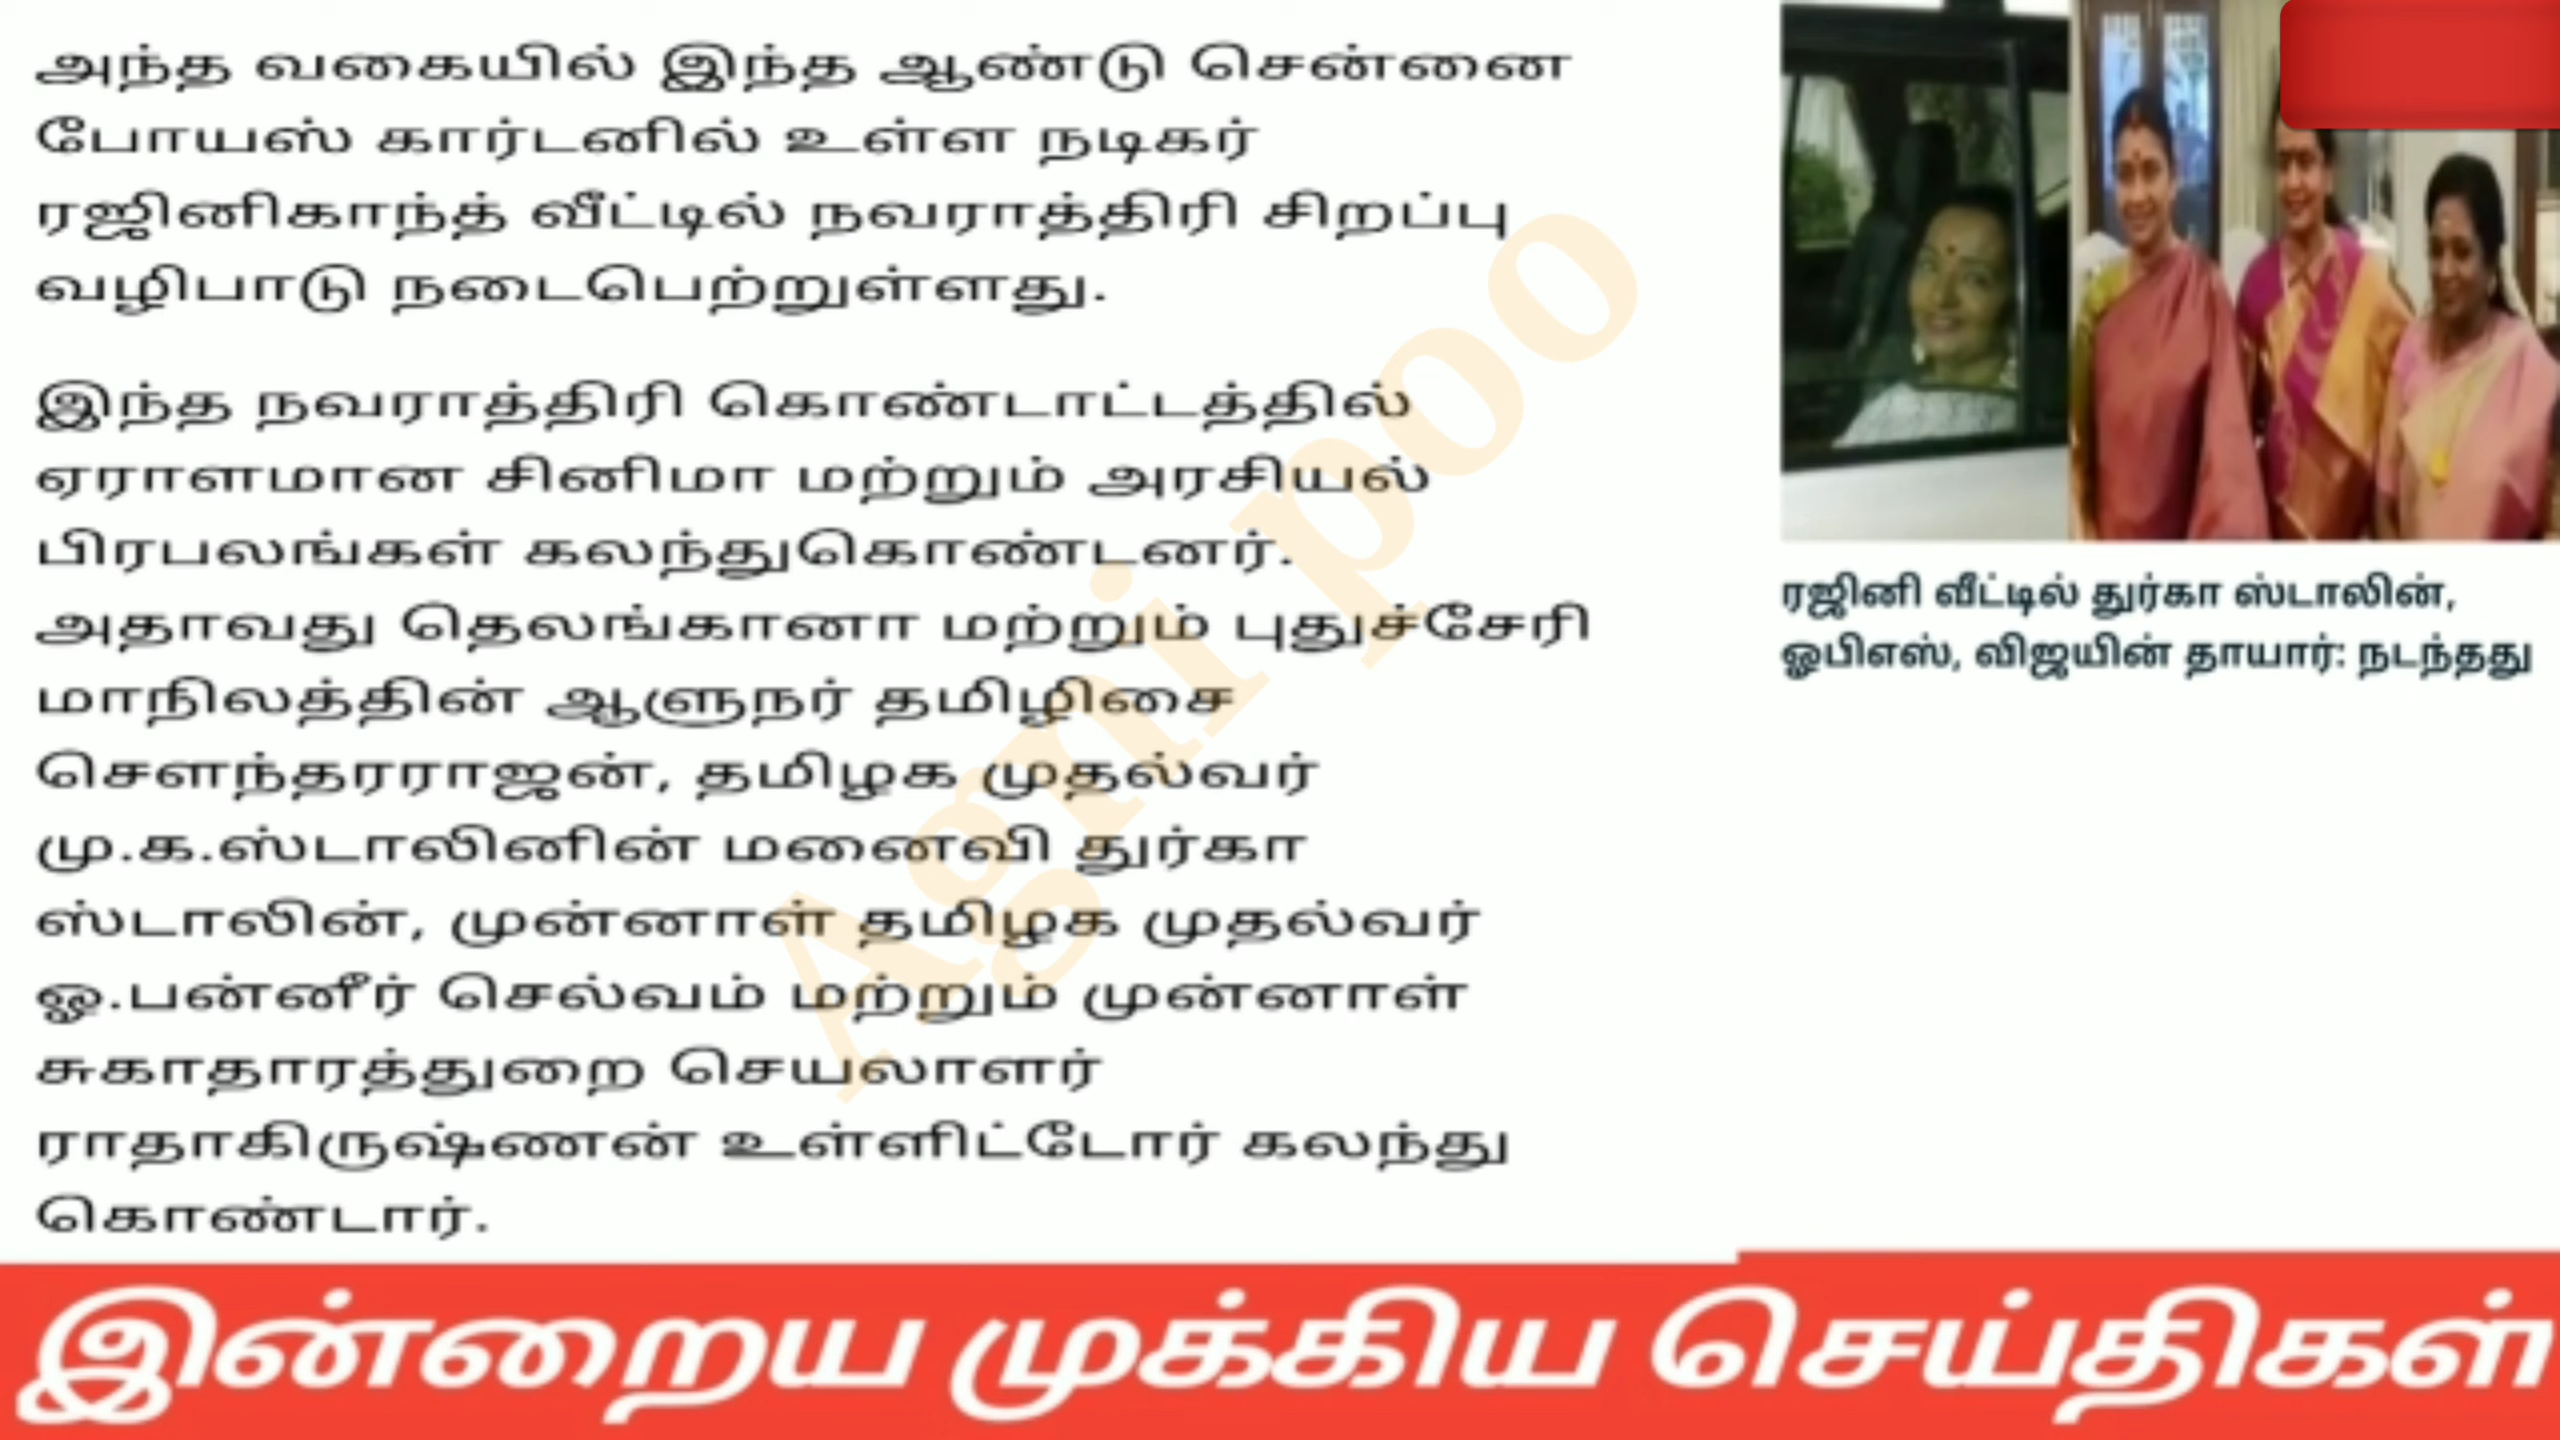 அந்த வகையில் இந்த ஆண்டு சென்னை
போயஸ் கார்டனில் உள்ள நடிகர்
ரஜினிகாந்த் வீட்டில் நவராத்திரி சிறப்பு
வழிபாடு நடைபெற்றுள்ளது.
இந்த நவராத்திரி கொண்டாட்டத்தில்
ஏராளமான சினிமா மற்றும் அரசியல்
பிரபலங்கள் கலந்துகொண்டனர்.
அதாவது தெலங்கானா மற்றும் புதுச்சேரி
மாநிலத்தின் ஆளுநர் தமிழிசை
சௌந்தரராஜன், தமிழக முதல்வர்
மு.க.ஸ்டாலினின் மனைவி துர்கா
ஸ்டாலின், முன்னாள் தமிழக முதல்வர்
ஓ.பன்னீர் செல்வம் மற்றும் முன்னாள்
சுகாதாரத்துறை செயலாளர்
ராதாகிருஷ்ணன் உள்ளிட்டோர் கலந்து
கொண்டார்.
ரஜினி வீட்டில் துர்கா ஸ்டாலின்,
ஓபிஎஸ், விஜயின் தாயார்: நடந்தது
Agni poo
இன்றைய முக்கிய செய்திகள்